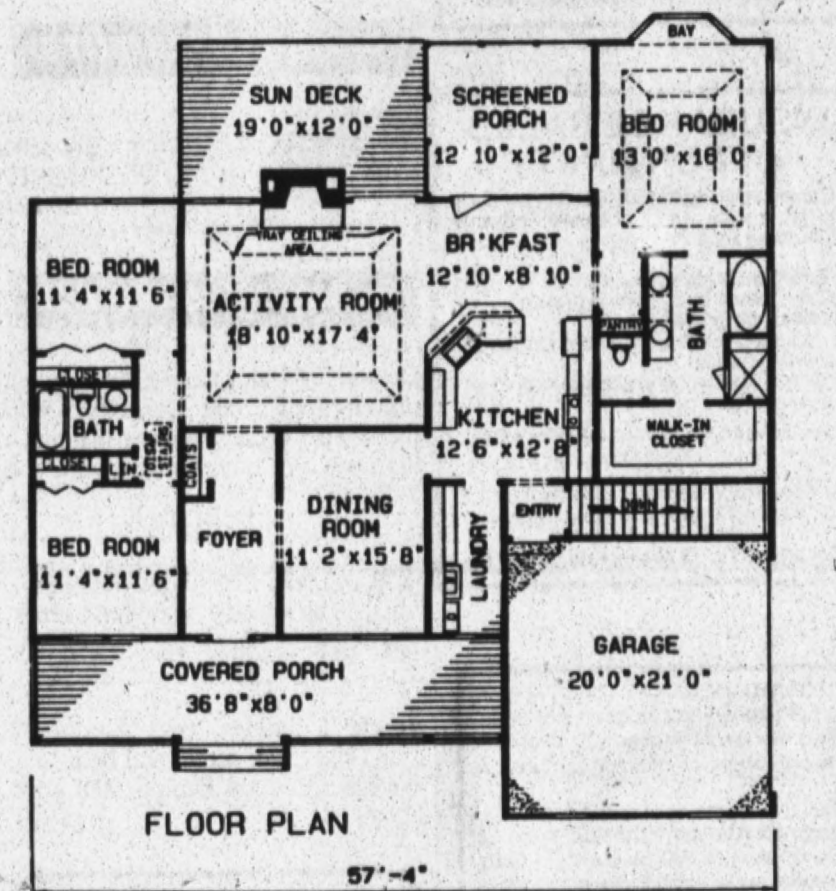 BAY
SUN DECK
19'0"x12'0"
SCREENED
PORCH
12'10"x12'0"
BED ROOM
13'0"x16'0"
TRAY CEILING
AREA
BED ROOM
11'4"x11'6"
ACTIVITY ROOM
18'10"x17'4"
BR'KFAST
12"10"x8'10"
PANTRY
BATH
CLOSET
BATH
DISAP
STAIRS
CLOSET
LIN
COATS
KITCHEN
12'6"x12'8"
WALK-IN
CLOSET
BED ROOM
11'4"x11'6"
FOYER
DINING
ROOM
11'2"x15'8"
LAUNDRY
ENTRY
DOWN
GARAGE
20'0"x21'0"
COVERED PORCH
36'8"x8'0"
FLOOR PLAN
57'-4"